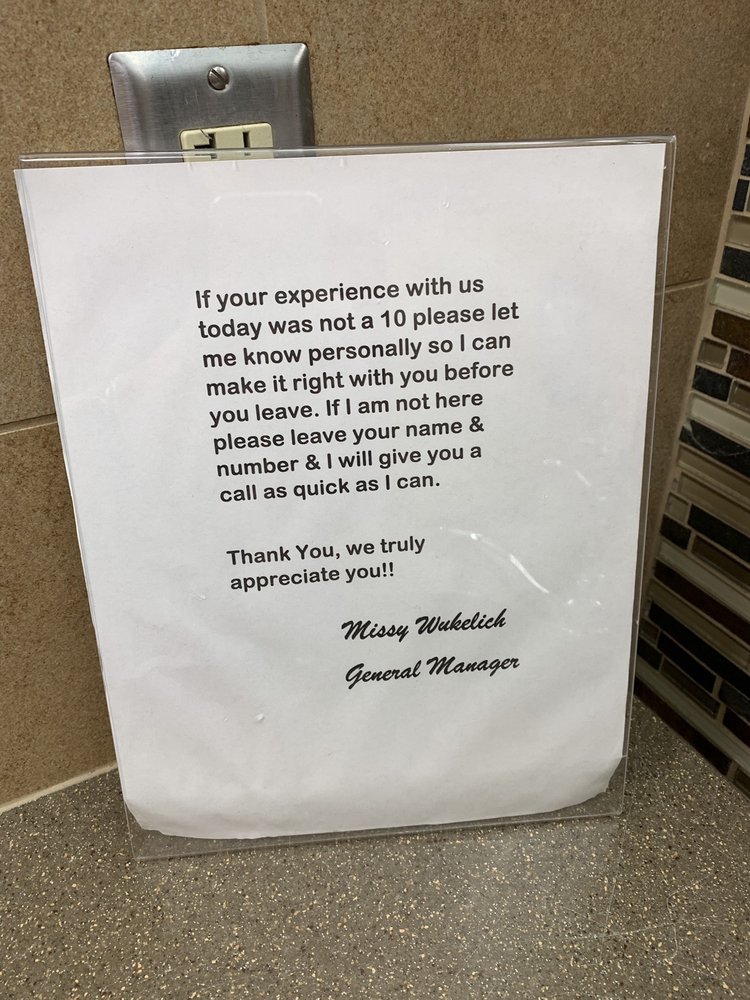 If your experience with us
today was not a 10 please let
me know personally so I can
make it right with you before
you leave. If I am not here
please leave your name &
number & I will give you a
call as quick as I can.
Thank You, we truly
appreciate you!!
Missy Wukelich
General Manager